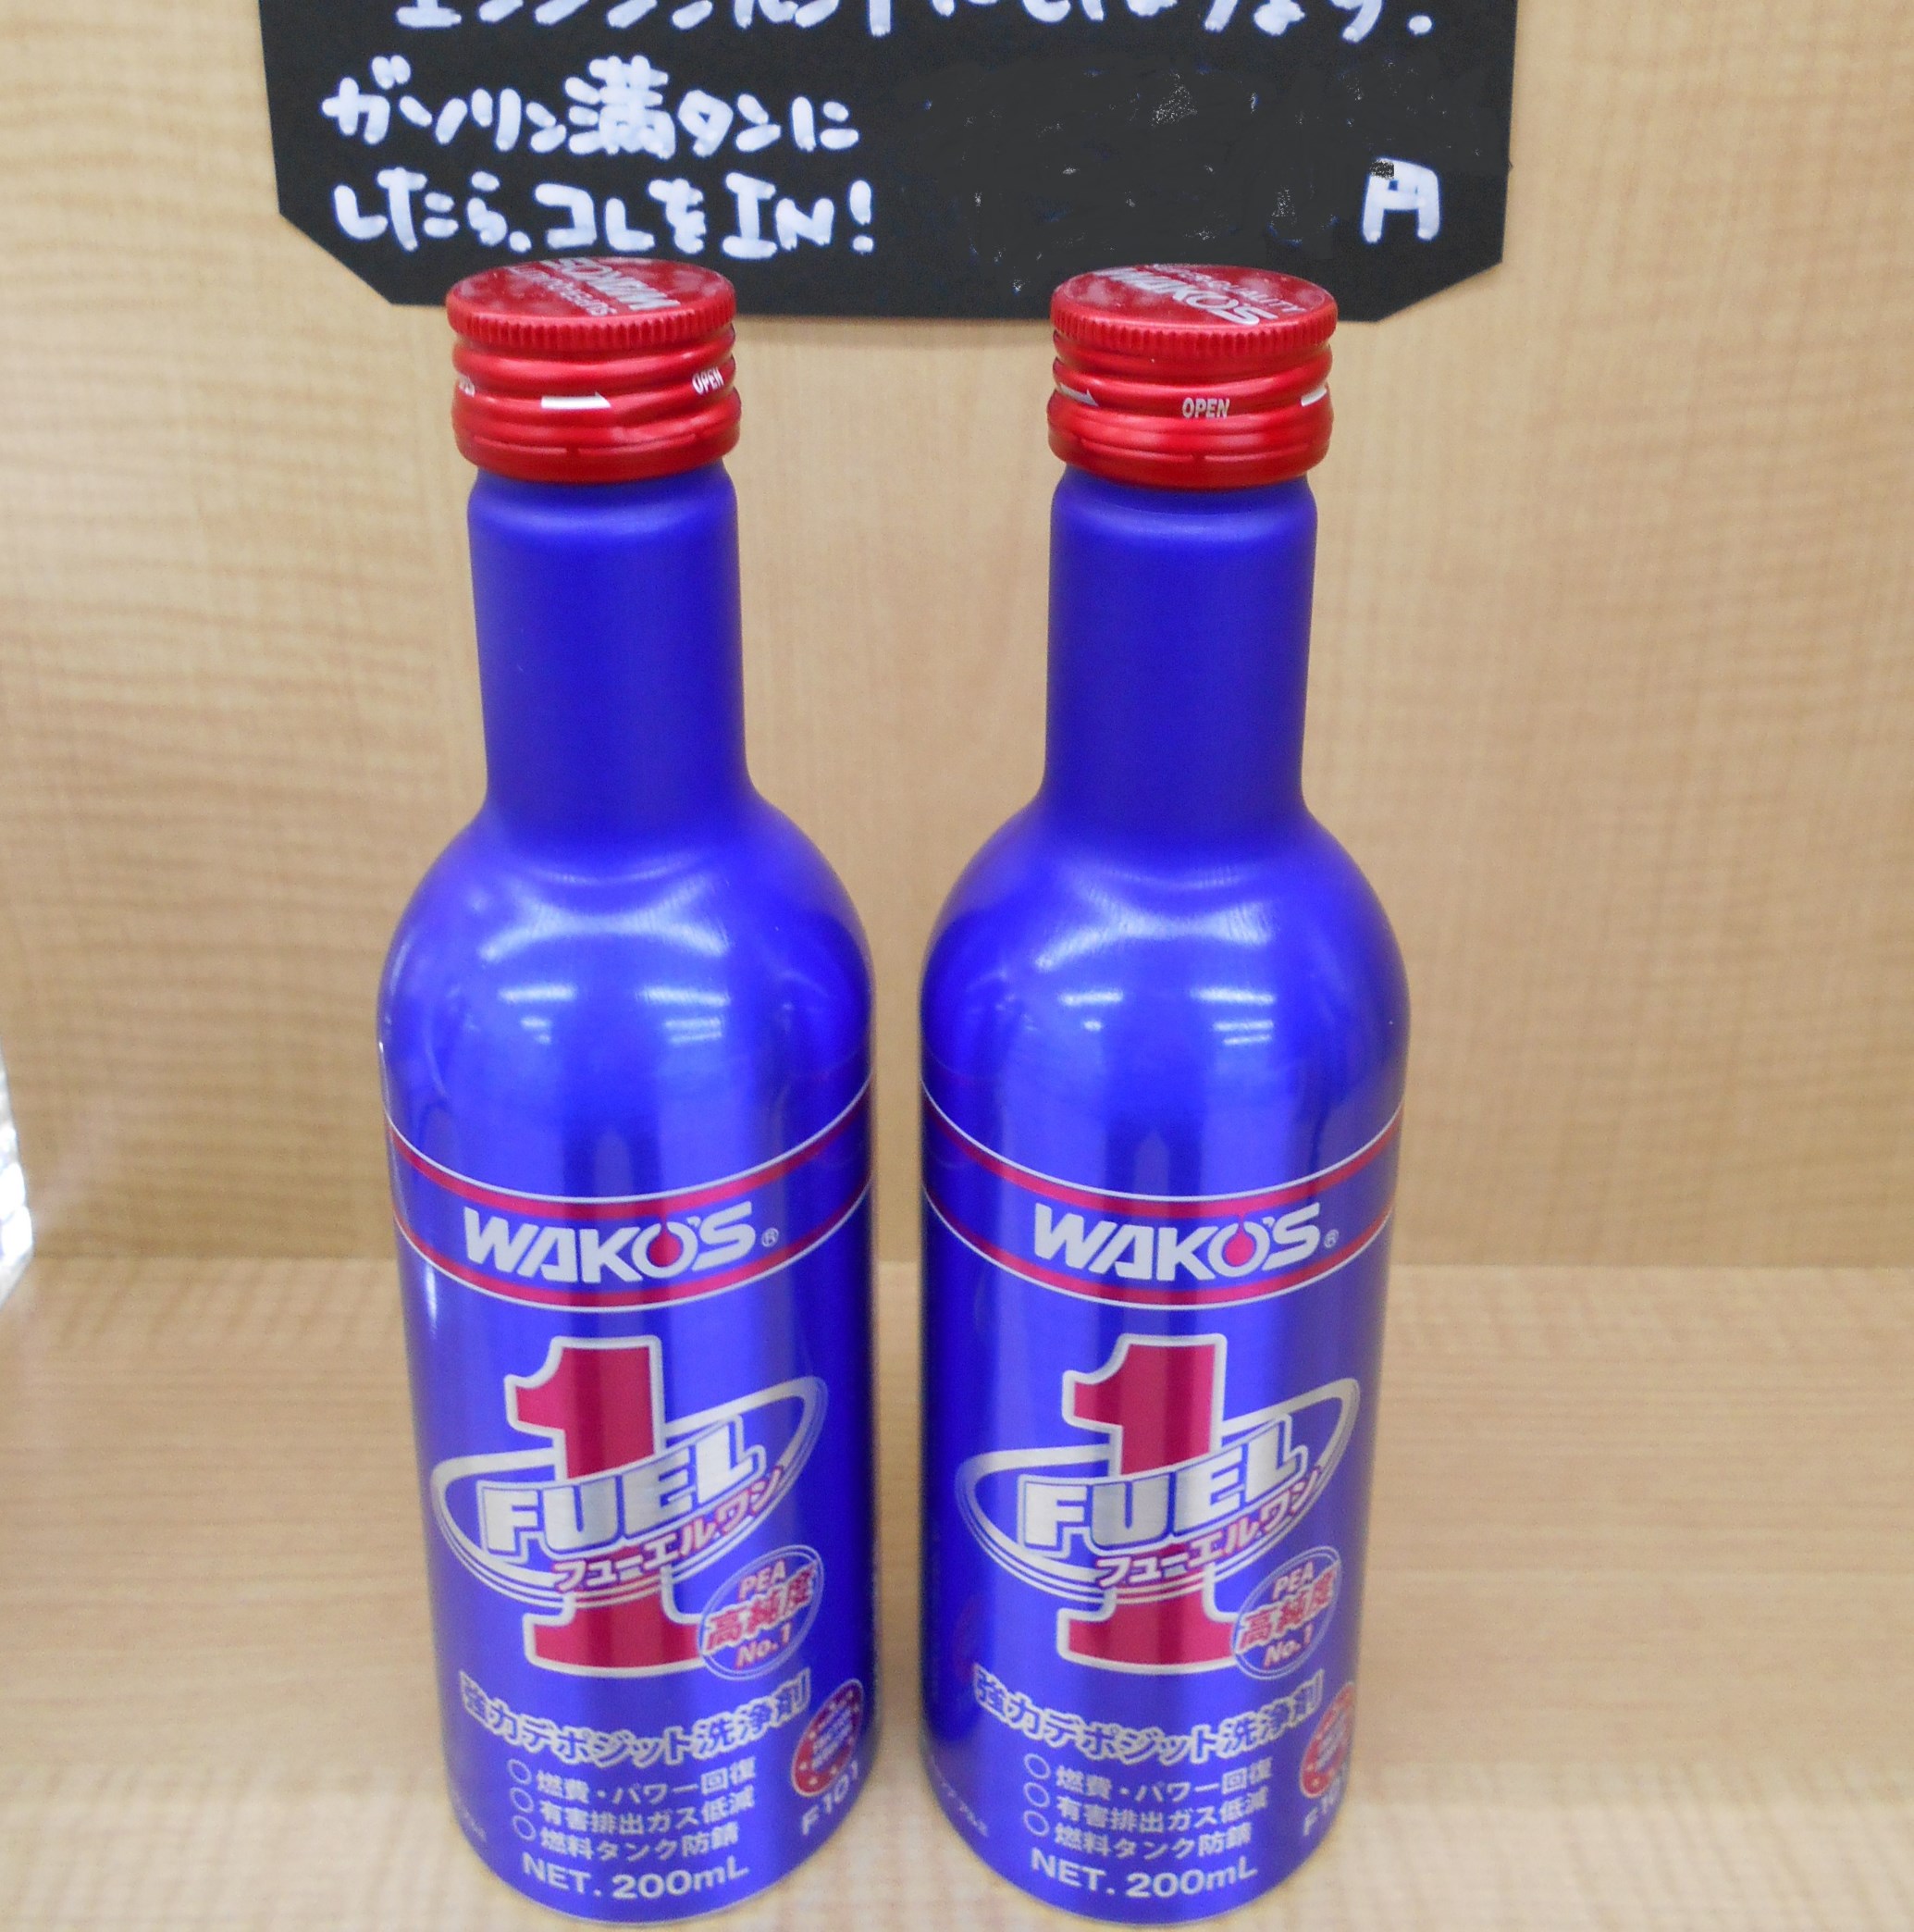 ガソリン満タンに
したら、コレをIN!
円
OPEN
WAKO'S
OPEN
WAKO'S®
1
FUEL
フューエルワン
PEA
高純度
No.1
強力デポジット洗浄剤
○燃費・パワー回復
○有害排出ガス低減
○燃料タンク防錆
F101
NET. 200mL
WAKO'S®
1
FUEL
フューエルワン
PEA
高純度
No.1
強力デポジット洗浄剤
○燃費・パワー回復
○有害排出ガス低減
○燃料タンク防錆
NET. 200mL